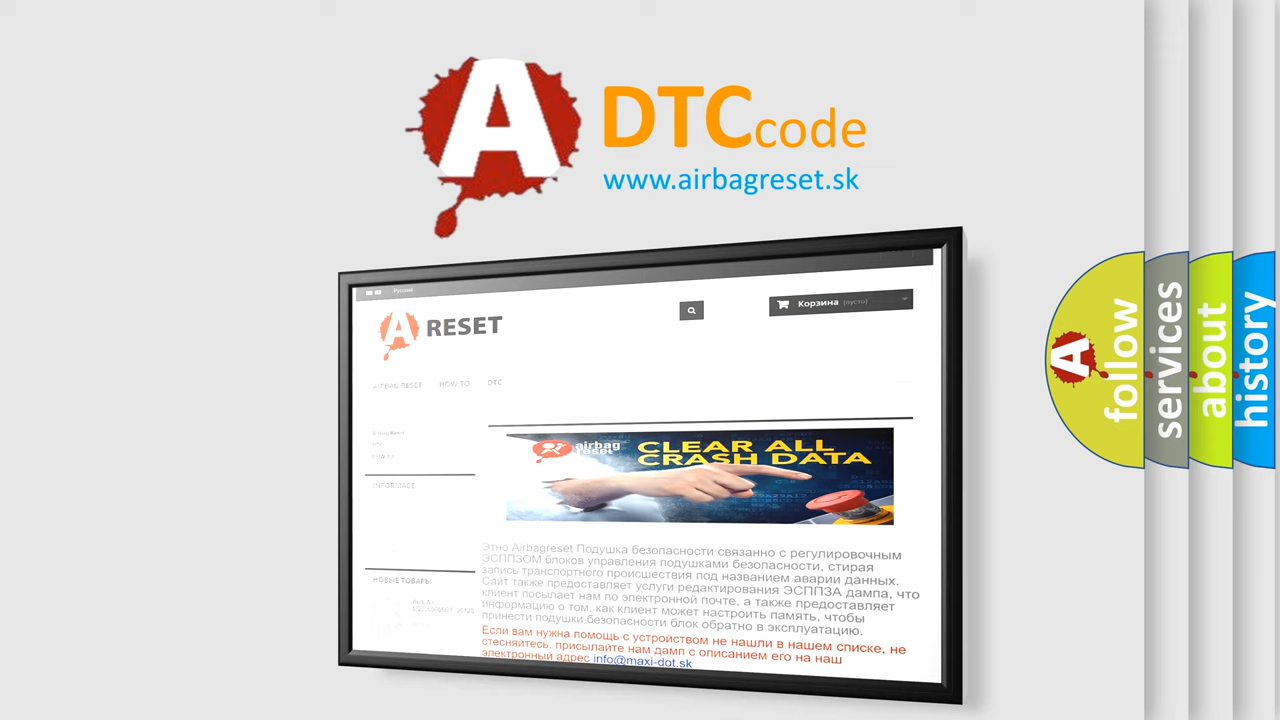 A
DTC code
www.airbagreset.sk
Русский
A RESET
Корзина (пусто)
AIRBAG RESET HOW TO DTC
INFORMACE
airbag reset
CLEAR ALL
CRASH DATA
Этно Airbagreset Подушка безопасности связанно с регулировочным
ЭСППЗОМ блоков управления подушками безопасности, стирая
запись транспортного происшествия под названием аварии данных.
Сайт также предоставляет услуги редактирования ЭСППЗА дампа, что
клиент посылает нам по электронной почте, а также предоставляет
информацию о том, как клиент может настроить память, чтобы
принести подушки безопасности блок обратно в эксплуатацию.
Если вам нужна помощь с устройством не нашли в нашем списке, не
стесняйтесь, присылайте нам дамп с описанием его на наш
электронный адрес info@maxi-dot.sk
НОВЫЕ ТОВАРЫ
A
follow
services
about
history